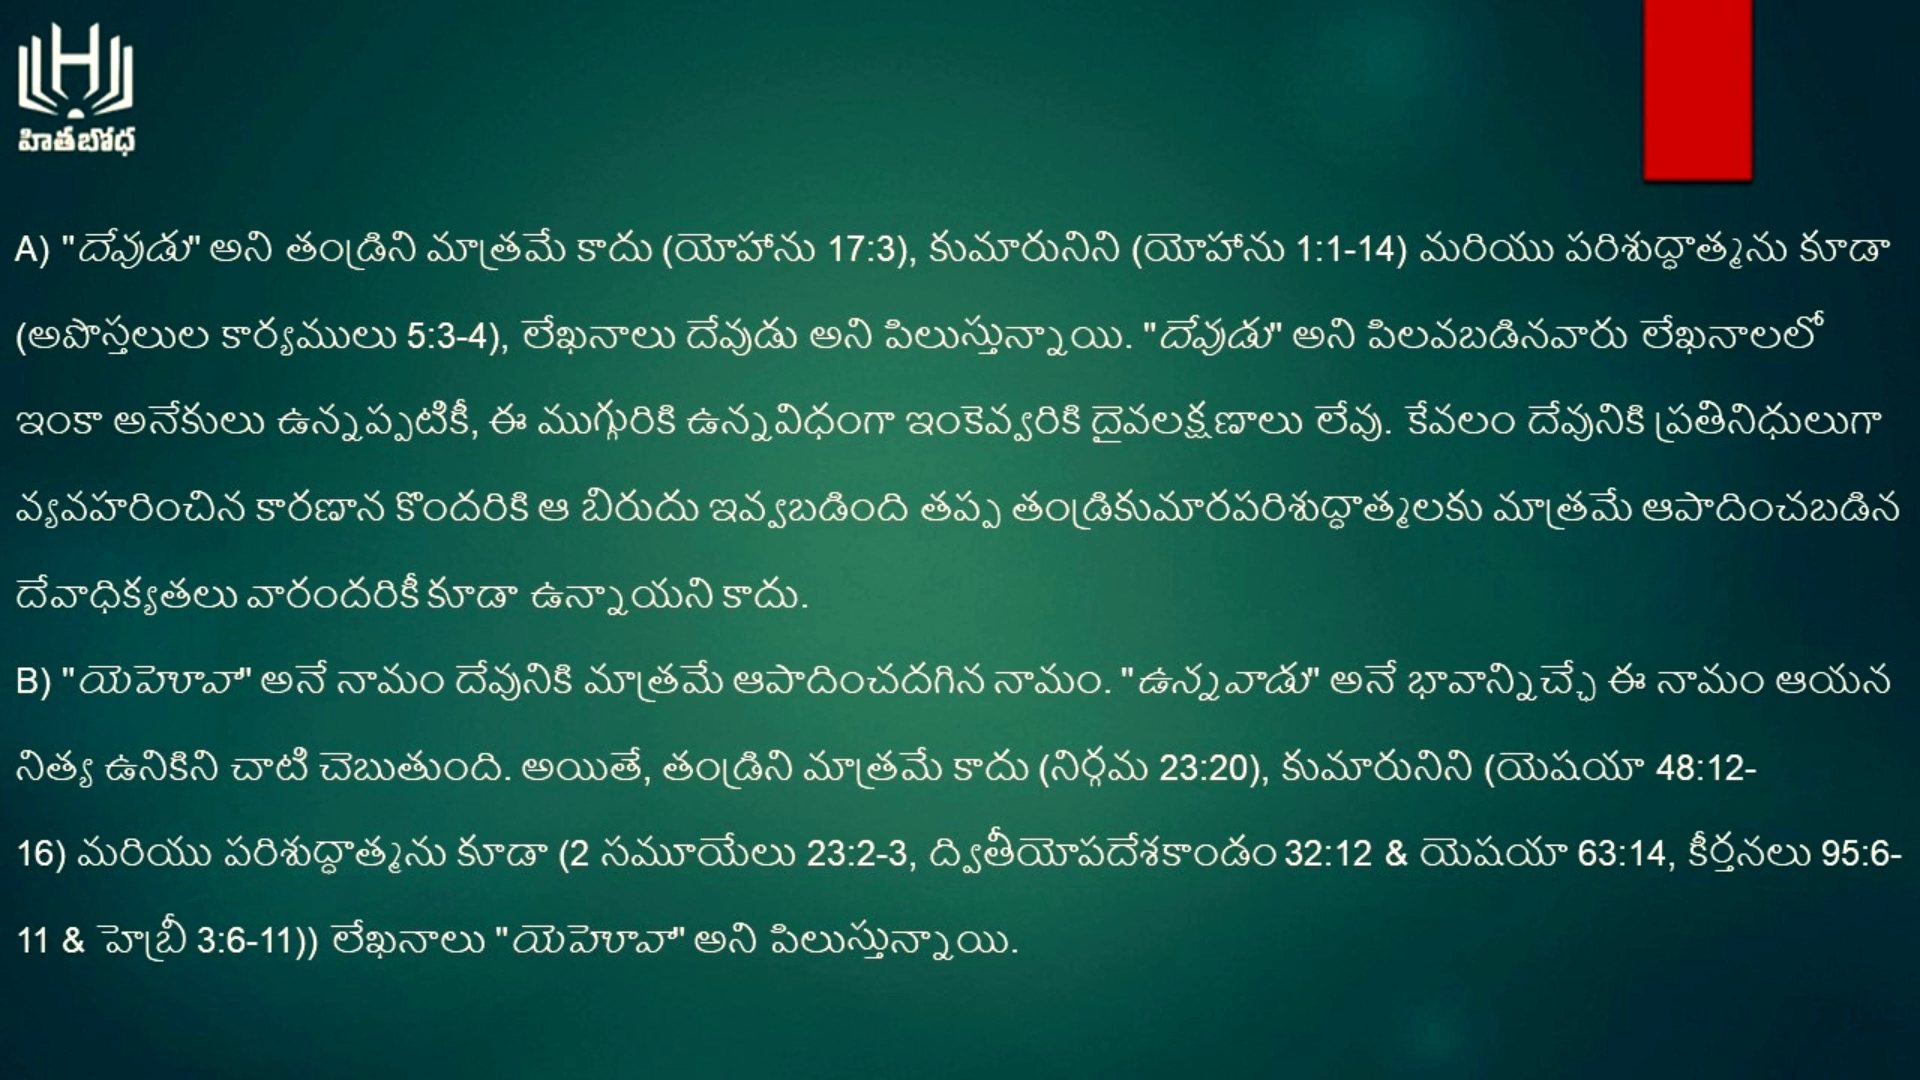 H
హితబోధ
A) "దేవుడు" అని తండ్రిని మాత్రమే కాదు (యోహాను 17:3), కుమారునిని (యోహాను 1:1-14) మరియు పరిశుద్ధాత్మను కూడా
(అపొస్తలుల కార్యములు 5:3-4), లేఖనాలు దేవుడు అని పిలుస్తున్నాయి. "దేవుడు" అని పిలవబడినవారు లేఖనాలలో
ఇంకా అనేకులు ఉన్నప్పటికీ, ఈ ముగ్గురికి ఉన్నవిధంగా ఇంకెవ్వరికి దైవలక్షణాలు లేవు. కేవలం దేవునికి ప్రతినిధులుగా
వ్యవహరించిన కారణాన కొందరికి ఆ బిరుదు ఇవ్వబడింది తప్ప తండ్రికుమారపరిశుద్ధాత్మలకు మాత్రమే ఆపాదించబడిన
దేవాధిక్యతలు వారందరికీ కూడా ఉన్నాయని కాదు.
B) "యెహెూవా" అనే నామం దేవునికి మాత్రమే ఆపాదించదగిన నామం. "ఉన్నవాడు" అనే భావాన్నిచ్చే ఈ నామం ఆయన
నిత్య ఉనికిని చాటి చెబుతుంది. అయితే, తండ్రిని మాత్రమే కాదు (నిర్గమ 23:20), కుమారునిని (యెషయా 48:12-
16) మరియు పరిశుద్ధాత్మను కూడా (2 సమూయేలు 23:2-3, ద్వితీయోపదేశకాండం 32:12 & యెషయా 63:14, కీర్తనలు 95:6-
11 & హెబ్రీ 3:6-11)) లేఖనాలు "యెహెూవా" అని పిలుస్తున్నాయి.